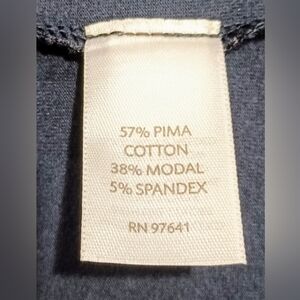 57% PIMA
COTTON
38% MODAL
5% SPANDEX
RN 97641